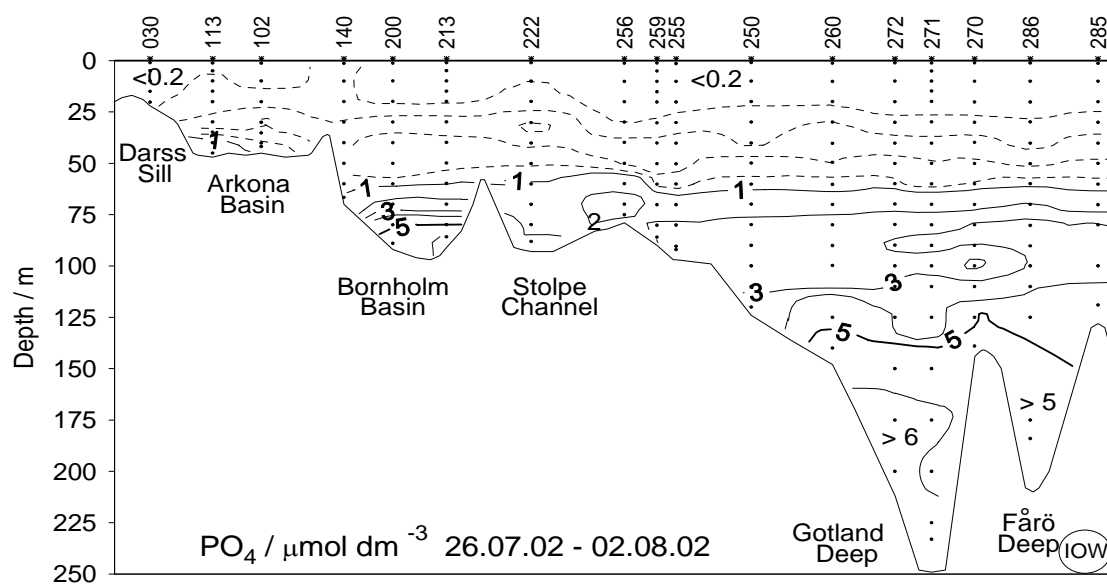 030 113 102 140 200 213 222 256 259 255 250 260 272 271 270 286 285
0
25
50
75
100
125
150
175
200
225
250
Depth / m
<0.2 <0.2
1
Darss
Sill
Arkona
Basin
1 1 1
3
5
2
Bornholm
Basin
Stolpe
Channel
3 3
5 5
> 5
> 6
Gotland
Deep
Fårö
Deep
IOW
PO4 / μmol dm -3 26.07.02 - 02.08.02